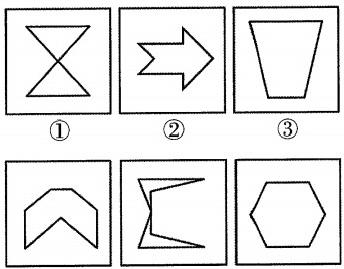 ① ② ③